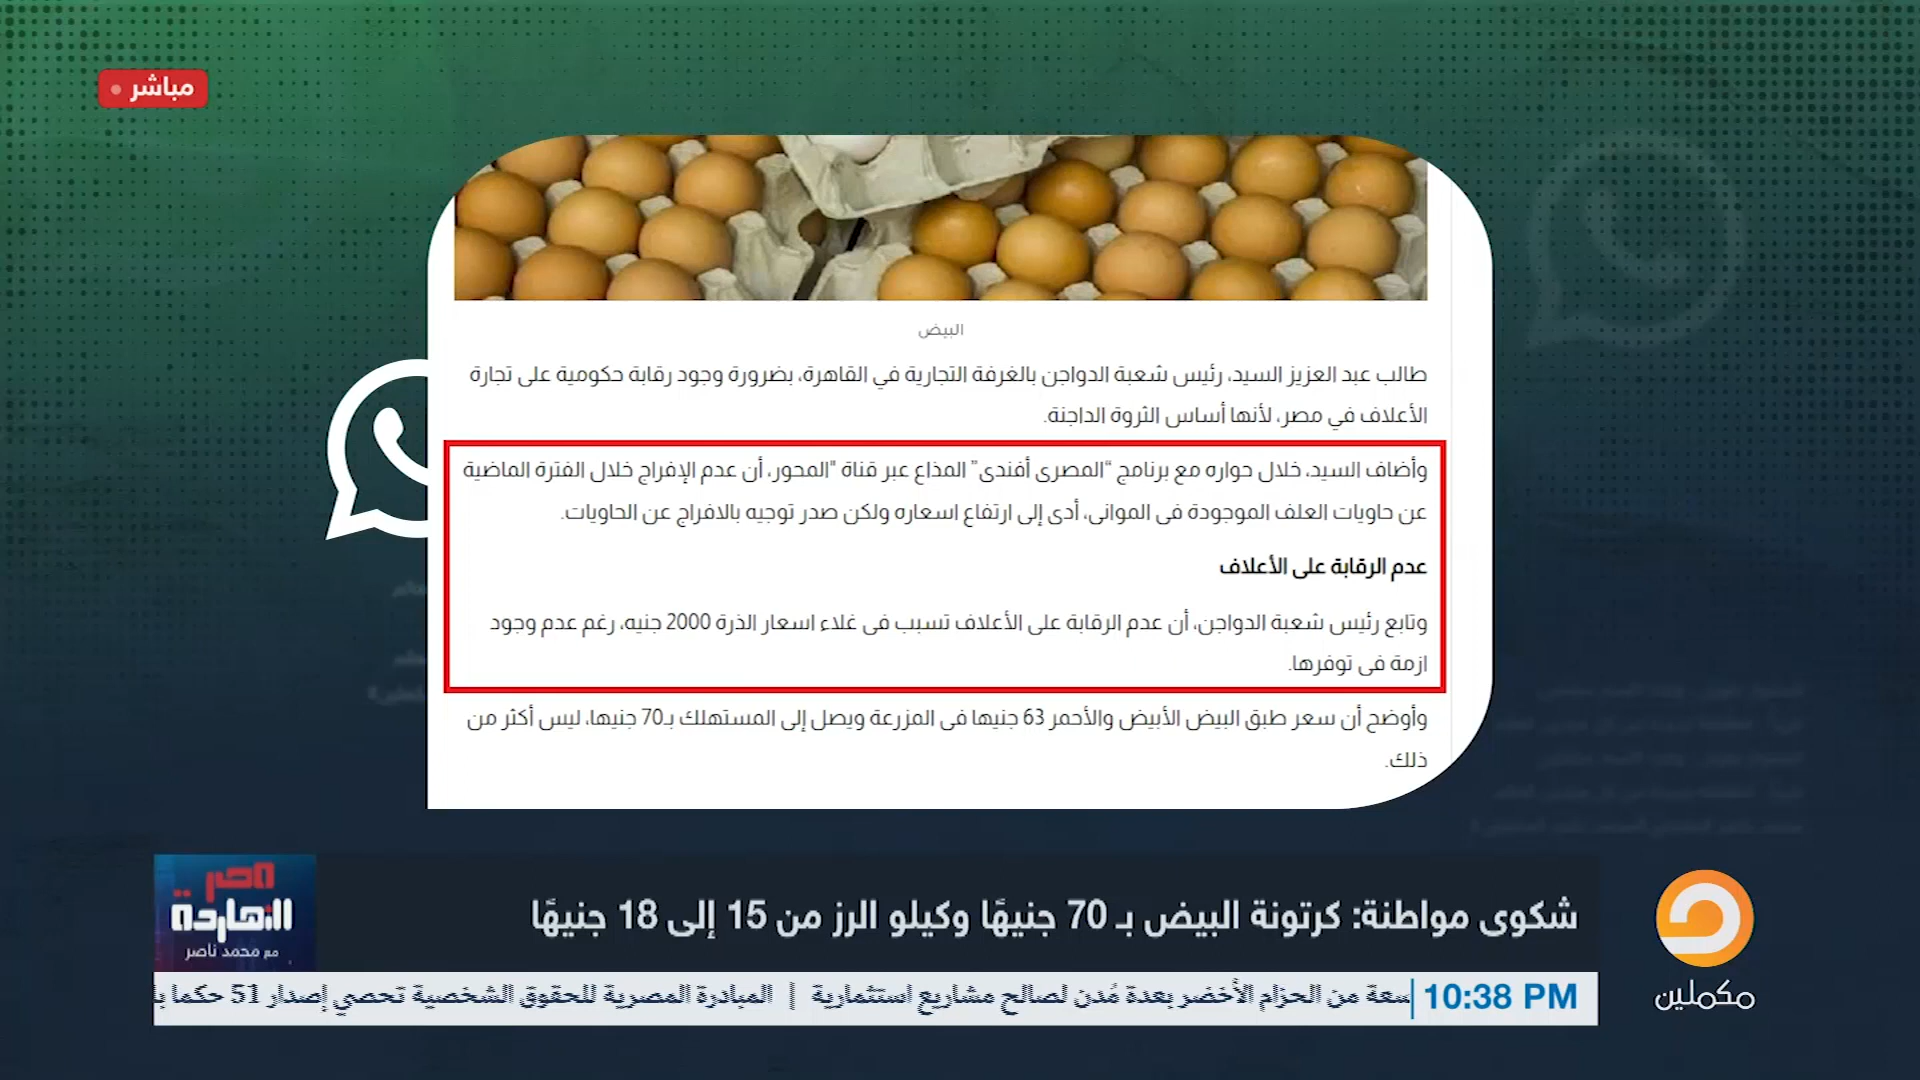 مباشر
البيض
طالب عبد العزيز السيد، رئيس شعبة الدواجن بالغرفة التجارية في القاهرة، بضرورة وجود رقابة حكومية على تجارة
الأعلاف في مصر، لأنها أساس الثروة الداجنة.
وأضاف السيد، خلال حواره مع برنامج “المصرى أفندى” المذاع عبر قناة "المحور، أن عدم الإفراج خلال الفترة الماضية
عن حاويات العلف الموجودة فى الموانى، أدى إلى ارتفاع اسعاره ولكن صدر توجيه بالافراج عن الحاويات.
عدم الرقابة على الأعلاف
وتابع رئيس شعبة الدواجن، أن عدم الرقابة على الأعلاف تسبب فى غلاء اسعار الذرة 2000 جنيه، رغم عدم وجود
ازمة فى توفرها.
وأوضح أن سعر طبق البيض الأبيض والأحمر 63 جنيها فى المزرعة ويصل إلى المستهلك بـ70 جنيها، ليس أكثر من
ذلك.
مصر
النهاردة
مع محمد ناصر
شكوى مواطنة: كرتونة البيض بـ 70 جنيهًا وكيلو الرز من 15 إلى 18 جنيهًا
10:38 PM
سعة من الحزام الأخضر بعدة مُدن لصالح مشاريع استثمارية | المبادرة المصرية للحقوق الشخصية تحصي إصدار 51 حكما
مكملين